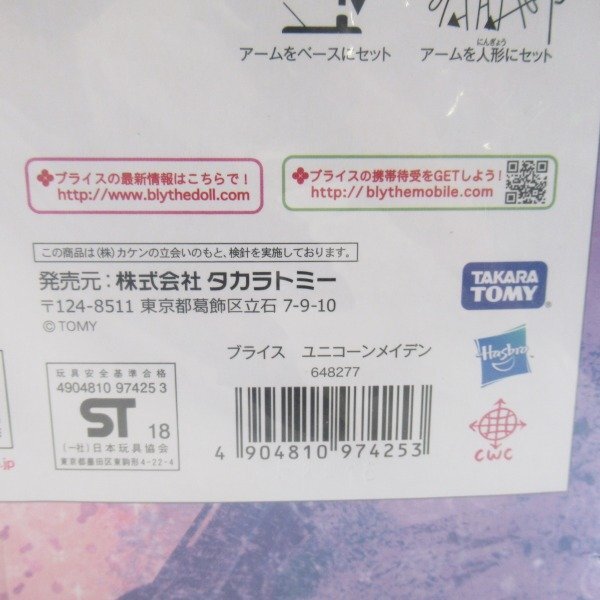 アームをベースにセット
にんぎょう
アームを人形にセット
ブライスの最新情報はこちらで!
http://www.blythedoll.com
ブライスの携帯待受をGETしよう!
http://blythemobile.com
この商品は(株)カケンの立会いのもと、検針を実施しております。
発売元:株式会社 タカラトミー
〒124-8511 東京都葛飾区立石 7-9-10
© TOMY
TAKARA
TOMY
Hasbro
ブライス ユニコーンメイデン
648277
玩具安全基準合格
4904810 974253
ST 18
(一社)日本玩具協会
東京都墨田区東駒形4-22-4
4 904810 974253
CWC